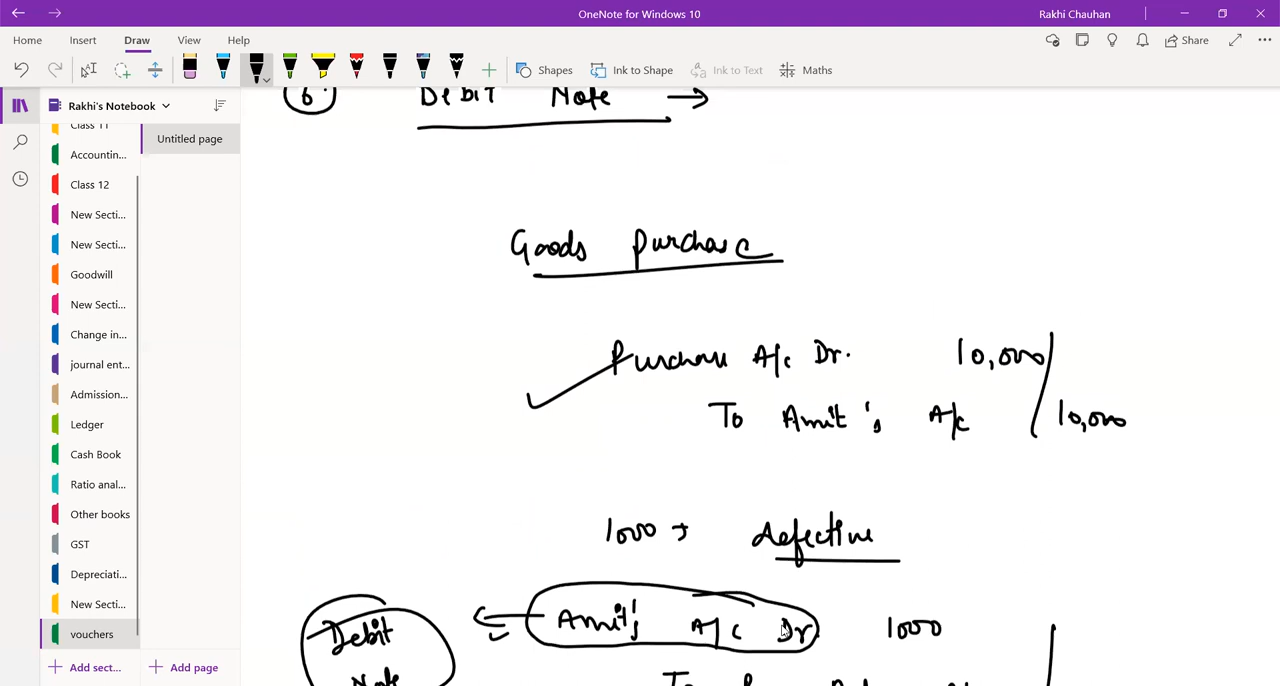 OneNote for Windows 10
Rakhi Chauhan
Home Insert Draw View Help
Share
Shapes
Ink to Shape
Ink to Text
Maths
Rakhi's Notebook
Class 11
Untitled page
Accountin...
Class 12
New Secti...
New Secti...
Goodwill
New Secti...
Change in...
journal ent...
Admission...
Ledger
Cash Book
Ratio anal...
Other books
GST
Depreciati...
New Secti...
vouchers
Add sect...
Add page
6. Debit Note →
Goods Purchase
Purchase A/c Dr. 10,000
To Amit's A/c 10,000
1000 → defective
Debit Note ← Amit's A/c Dr. 1000
To